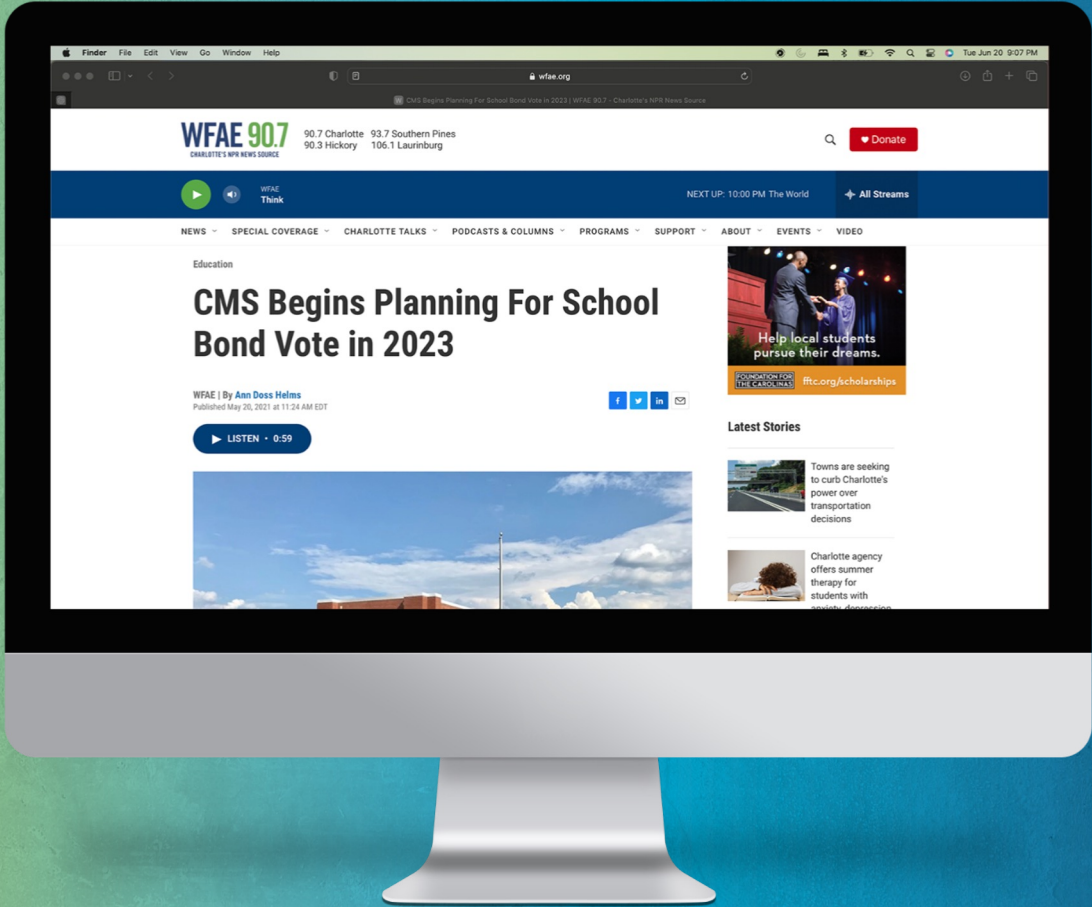 Finder File Edit View Go Window Help
Tue Jun 20 9:07 PM
wfae.org
CMS Begins Planning For School Bond Vote in 2023 | WFAE 90.7 - Charlotte's NPR News Source
WFAE 90.7
CHARLOTTE'S NPR NEWS SOURCE
90.7 Charlotte 93.7 Southern Pines
90.3 Hickory 106.1 Laurinburg
Donate
WFAE
Think
NEXT UP: 10:00 PM The World
All Streams
NEWS SPECIAL COVERAGE CHARLOTTE TALKS PODCASTS & COLUMNS PROGRAMS SUPPORT ABOUT EVENTS VIDEO
Education
CMS Begins Planning For School
Bond Vote in 2023
WFAE | By Ann Doss Helms
Published May 20, 2021 at 11:24 AM EDT
LISTEN • 0:59
Help local students
pursue their dreams.
FOUNDATION FOR
THE CAROLINAS
fftc.org/scholarships
Latest Stories
Towns are seeking
to curb Charlotte's
power over
transportation
decisions
Charlotte agency
offers summer
therapy for
students with
anxiety, depression